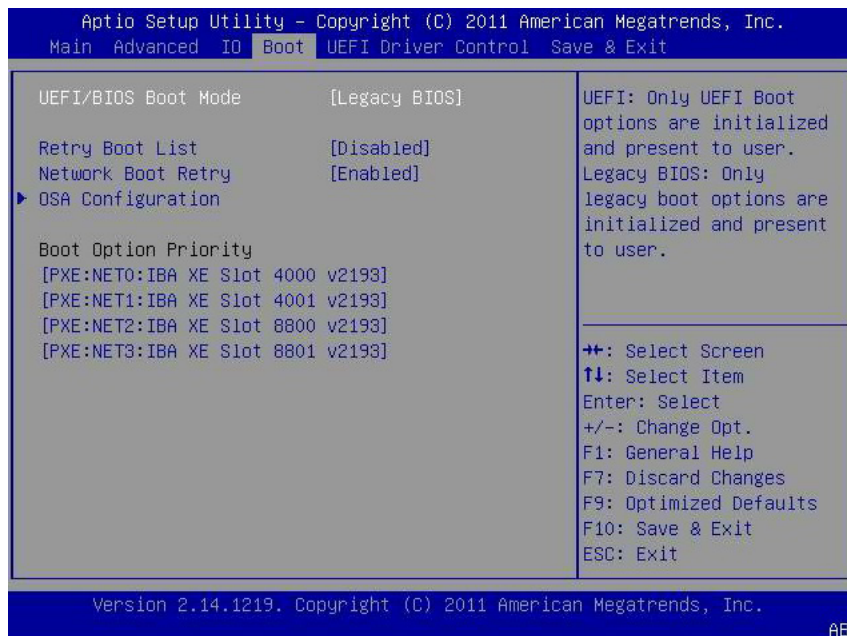 Aptio Setup Utility – Copyright (C) 2011 American Megatrends, Inc.
Main Advanced IO Boot UEFI Driver Control Save & Exit
UEFI/BIOS Boot Mode [Legacy BIOS]
Retry Boot List [Disabled]
Network Boot Retry [Enabled]
OSA Configuration
Boot Option Priority
[PXE:NET0:IBA XE Slot 4000 v2193]
[PXE:NET1:IBA XE Slot 4001 v2193]
[PXE:NET2:IBA XE Slot 8800 v2193]
[PXE:NET3:IBA XE Slot 8801 v2193]
UEFI: Only UEFI Boot
options are initialized
and present to user.
Legacy BIOS: Only
legacy boot options are
initialized and present
to user.
→←: Select Screen
↑↓: Select Item
Enter: Select
+/-: Change Opt.
F1: General Help
F7: Discard Changes
F9: Optimized Defaults
F10: Save & Exit
ESC: Exit
Version 2.14.1219. Copyright (C) 2011 American Megatrends, Inc.